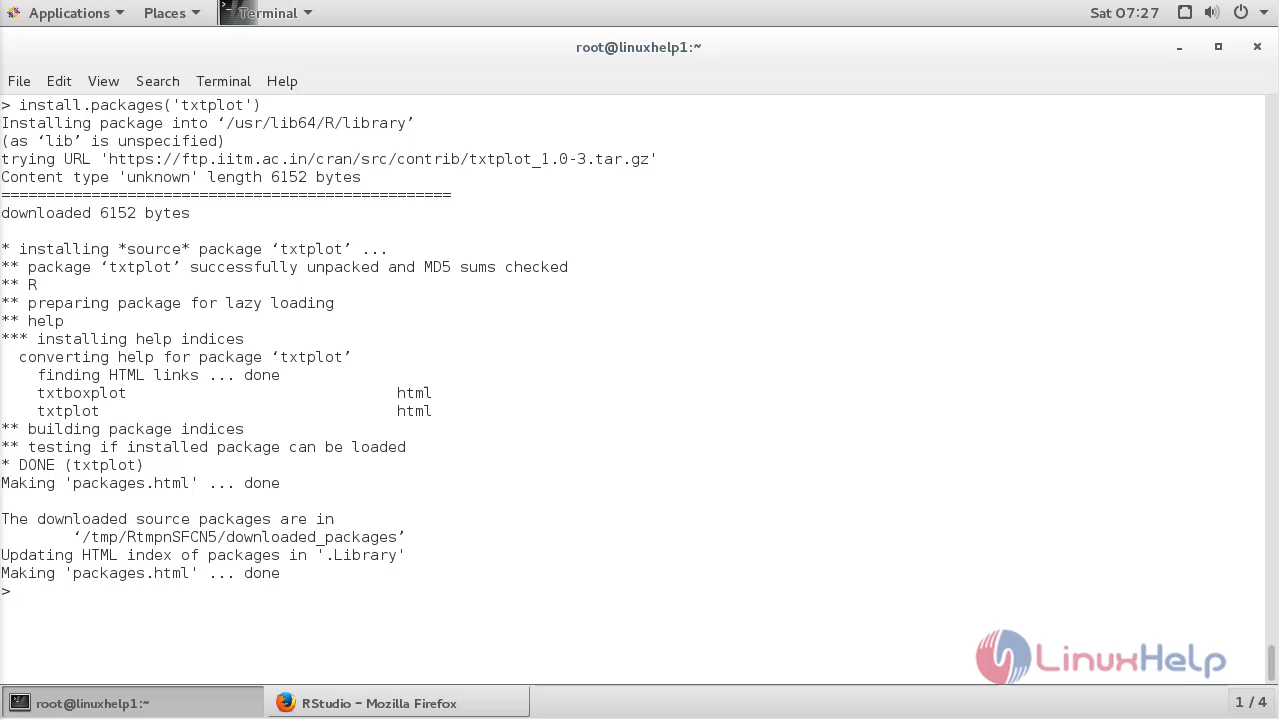 Applications Places Terminal Sat 07:27
root@linuxhelp1:~
File Edit View Search Terminal Help
> install.packages('txtplot')
Installing package into ‘/usr/lib64/R/library’
(as ‘lib’ is unspecified)
trying URL 'https://ftp.iitm.ac.in/cran/src/contrib/txtplot_1.0-3.tar.gz'
Content type 'unknown' length 6152 bytes
==================================================
downloaded 6152 bytes
* installing *source* package ‘txtplot’ ...
** package ‘txtplot’ successfully unpacked and MD5 sums checked
** R
** preparing package for lazy loading
** help
*** installing help indices
converting help for package ‘txtplot’
finding HTML links ... done
txtboxplot html
txtplot html
** building package indices
** testing if installed package can be loaded
* DONE (txtplot)
Making 'packages.html' ... done
The downloaded source packages are in
‘/tmp/RtmpnSFCN5/downloaded_packages’
Updating HTML index of packages in '.Library'
Making 'packages.html' ... done
>
LinuxHelp
root@linuxhelp1:~ RStudio - Mozilla Firefox 1 / 4